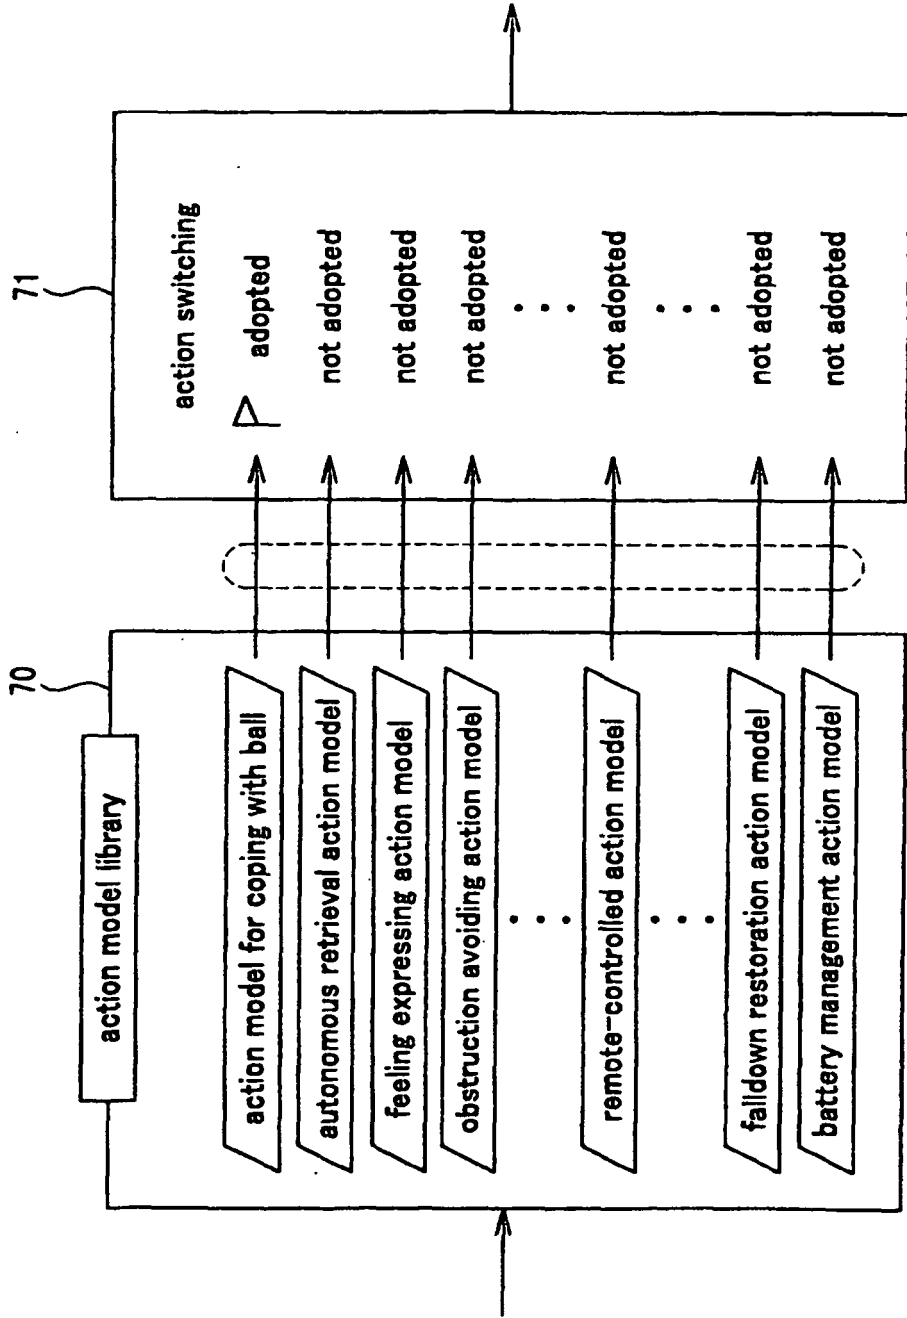 70
action model library
action model for coping with ball
autonomous retrieval action model
feeling expressing action model
obstruction avoiding action model
remote-controlled action model
falldown restoration action model
battery management action model
71
action switching
adopted
not adopted
not adopted
not adopted
not adopted
not adopted
not adopted